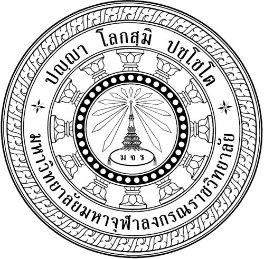 ปญฺญา โลกสฺมิ ปชฺโชโต
ม จ ร
มหาวิทยาลัยมหาจุฬาลงกรณราชวิทยาลัย